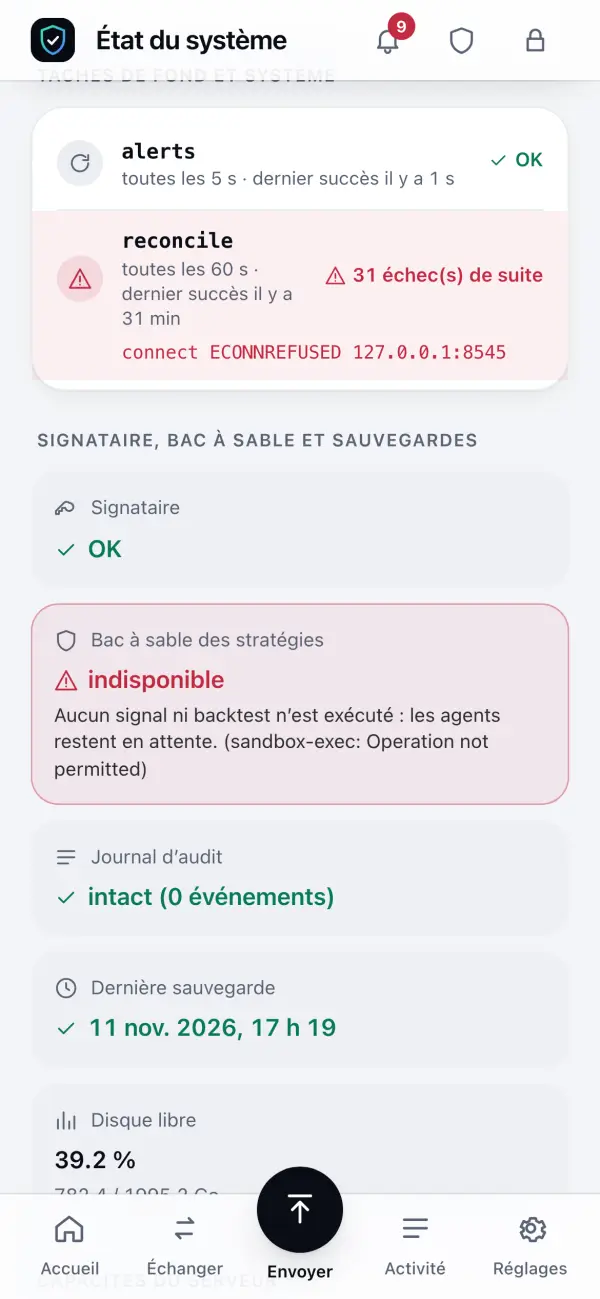 État du système
9
TÂCHES DE FOND ET SYSTÈME
alerts
toutes les 5 s · dernier succès il y a 1 s
OK
reconcile
toutes les 60 s ·
dernier succès il y a
31 min
31 échec(s) de suite
connect ECONNREFUSED 127.0.0.1:8545
SIGNATAIRE, BAC À SABLE ET SAUVEGARDES
Signataire
OK
Bac à sable des stratégies
indisponible
Aucun signal ni backtest n’est exécuté : les agents
restent en attente. (sandbox-exec: Operation not
permitted)
Journal d’audit
intact (0 événements)
Dernière sauvegarde
11 nov. 2026, 17 h 19
Disque libre
39.2 %
Accueil
Échanger
Envoyer
Activité
Réglages